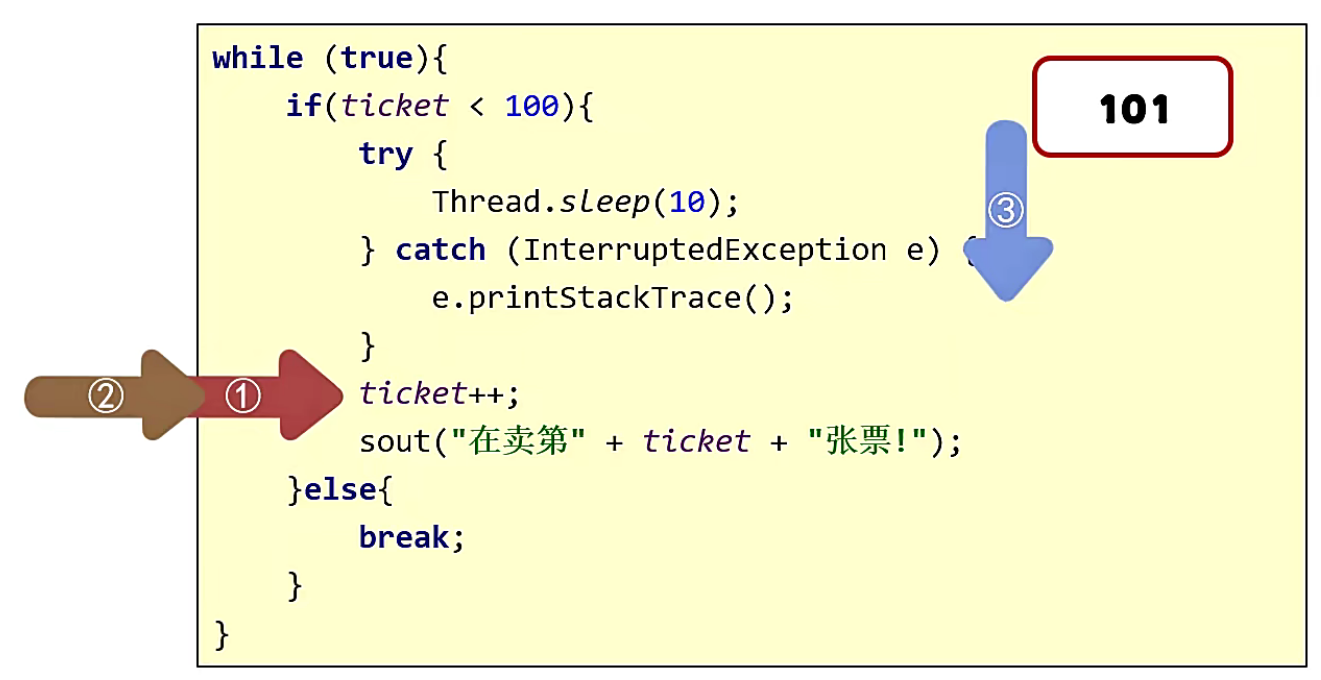 while (true){
101
if(ticket < 100){
try {
Thread.sleep(10);
③
} catch (InterruptedException e) {
e.printStackTrace();
}
② ① ticket++;
sout("在卖第" + ticket + "张票!");
}else{
break;
}
}